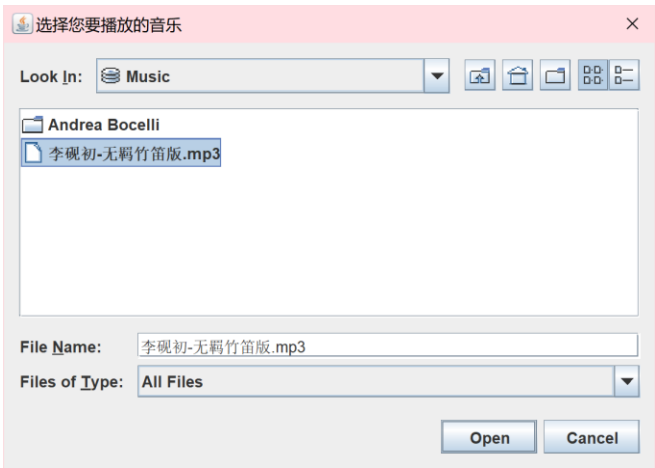 选择您要播放的音乐
Look In: Music
Andrea Bocelli
李砚初-无羁竹笛版.mp3
File Name: 李砚初-无羁竹笛版.mp3
Files of Type: All Files
Open Cancel